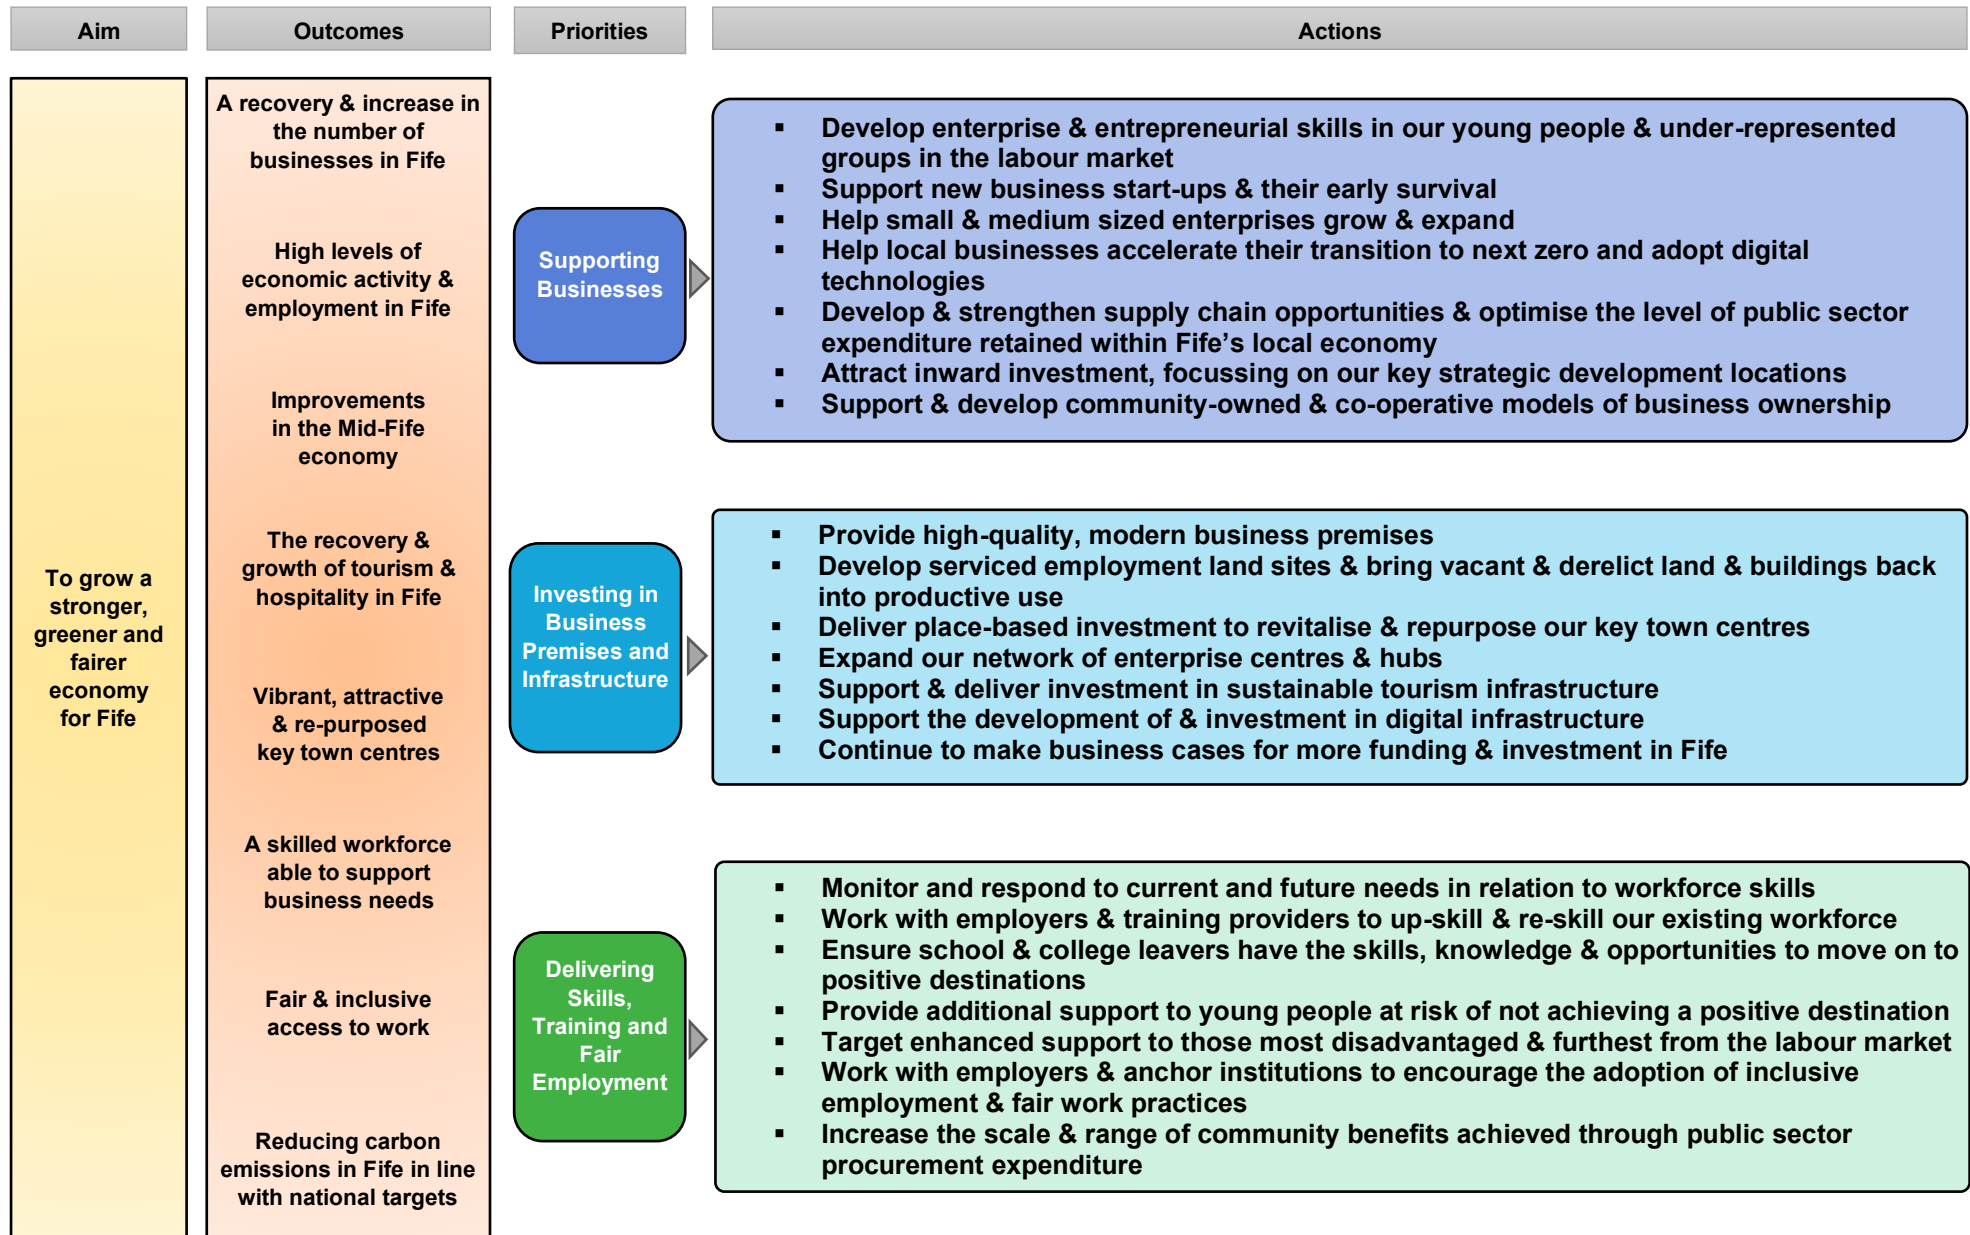 Aim
Outcomes
Priorities
Actions
To grow a
stronger,
greener and
fairer
economy
for Fife
A recovery & increase in
the number of
businesses in Fife
High levels of
economic activity &
employment in Fife
Improvements
in the Mid-Fife
economy
The recovery &
growth of tourism &
hospitality in Fife
Vibrant, attractive
& re-purposed
key town centres
A skilled workforce
able to support
business needs
Fair & inclusive
access to work
Reducing carbon
emissions in Fife in line
with national targets
Supporting
Businesses
▪ Develop enterprise & entrepreneurial skills in our young people & under-represented
groups in the labour market
▪ Support new business start-ups & their early survival
▪ Help small & medium sized enterprises grow & expand
▪ Help local businesses accelerate their transition to next zero and adopt digital
technologies
▪ Develop & strengthen supply chain opportunities & optimise the level of public sector
expenditure retained within Fife’s local economy
▪ Attract inward investment, focussing on our key strategic development locations
▪ Support & develop community-owned & co-operative models of business ownership
Investing in
Business
Premises and
Infrastructure
▪ Provide high-quality, modern business premises
▪ Develop serviced employment land sites & bring vacant & derelict land & buildings back
into productive use
▪ Deliver place-based investment to revitalise & repurpose our key town centres
▪ Expand our network of enterprise centres & hubs
▪ Support & deliver investment in sustainable tourism infrastructure
▪ Support the development of & investment in digital infrastructure
▪ Continue to make business cases for more funding & investment in Fife
Delivering
Skills,
Training and
Fair
Employment
▪ Monitor and respond to current and future needs in relation to workforce skills
▪ Work with employers & training providers to up-skill & re-skill our existing workforce
▪ Ensure school & college leavers have the skills, knowledge & opportunities to move on to
positive destinations
▪ Provide additional support to young people at risk of not achieving a positive destination
▪ Target enhanced support to those most disadvantaged & furthest from the labour market
▪ Work with employers & anchor institutions to encourage the adoption of inclusive
employment & fair work practices
▪ Increase the scale & range of community benefits achieved through public sector
procurement expenditure